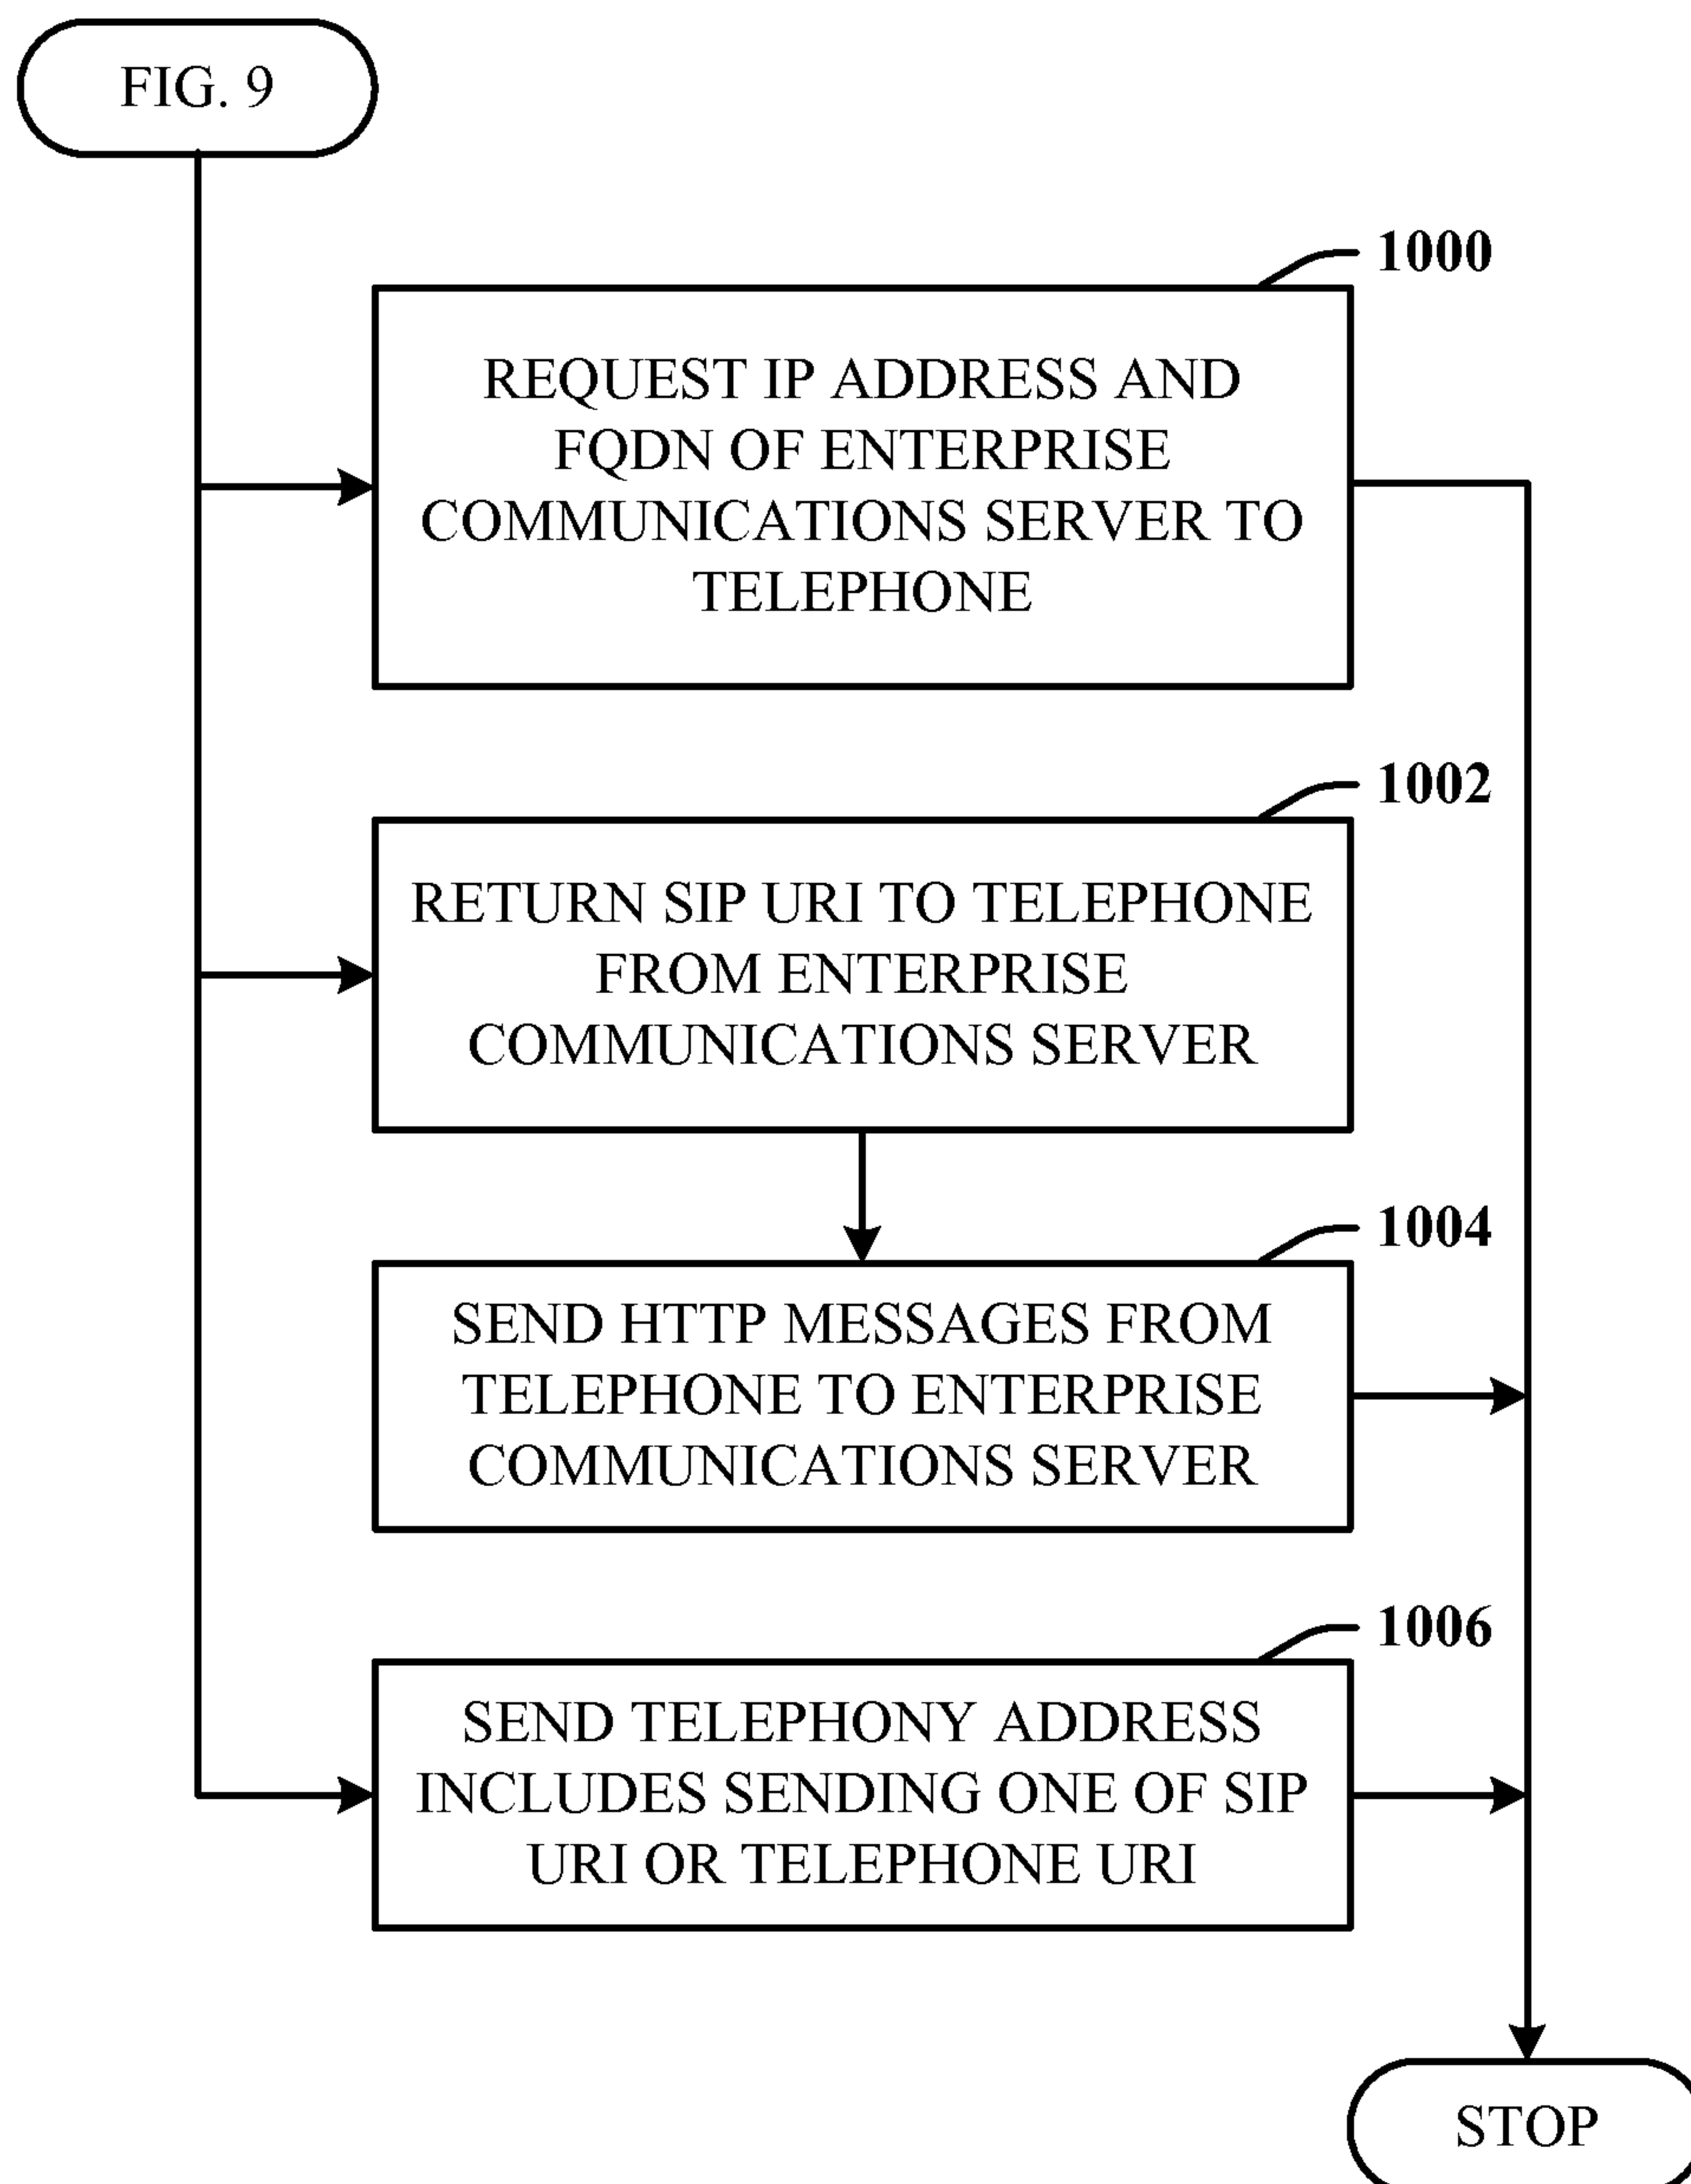 FIG. 9
1000
REQUEST IP ADDRESS AND
FQDN OF ENTERPRISE
COMMUNICATIONS SERVER TO
TELEPHONE
1002
RETURN SIP URI TO TELEPHONE
FROM ENTERPRISE
COMMUNICATIONS SERVER
1004
SEND HTTP MESSAGES FROM
TELEPHONE TO ENTERPRISE
COMMUNICATIONS SERVER
1006
SEND TELEPHONY ADDRESS
INCLUDES SENDING ONE OF SIP
URI OR TELEPHONE URI
STOP